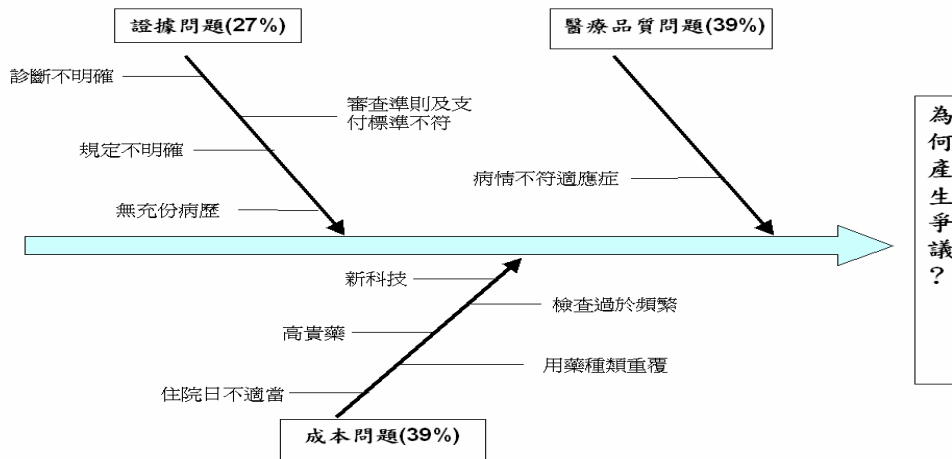 證據問題(27%)
醫療品質問題(39%)
診斷不明確
審查準則及支
付標準不符
規定不明確
病情不符適應症
無充份病歷
為何產生爭議?
新科技
檢查過於頻繁
高貴藥
用藥種類重覆
住院日不適當
成本問題(39%)